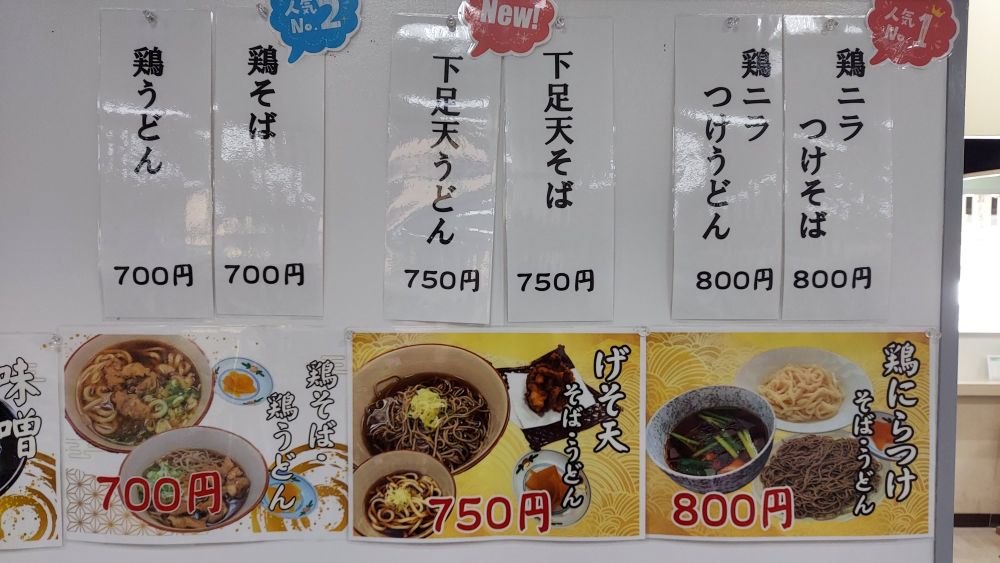 人気
No.1
鶏ニラ
つけそば
800円
鶏ニラ
つけうどん
800円
New!
下足天そば
750円
下足天うどん
750円
人気
No.2
鶏そば
700円
鶏うどん
700円
鶏にらつけ
そば・うどん
800円
げそ天
そば・うどん
750円
鶏そば・
鶏うどん
700円
味噌